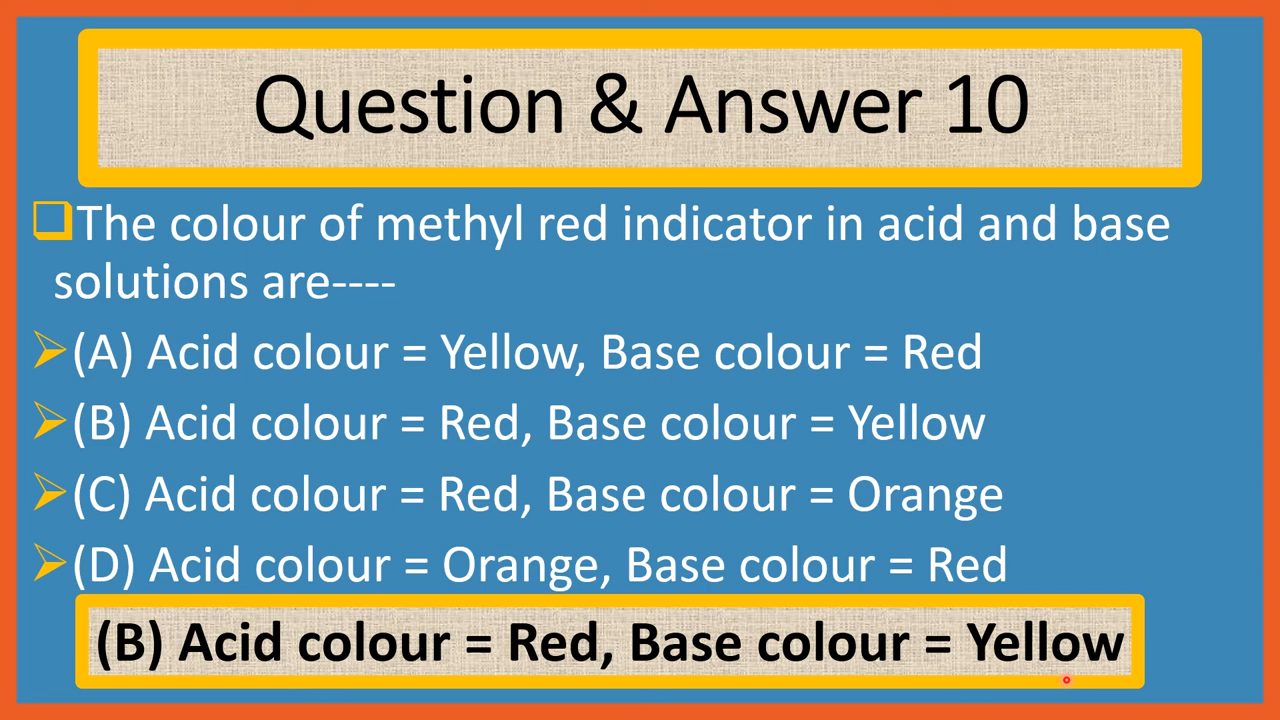 Question & Answer 10
The colour of methyl red indicator in acid and base
solutions are----
(A) Acid colour = Yellow, Base colour = Red
(B) Acid colour = Red, Base colour = Yellow
(C) Acid colour = Red, Base colour = Orange
(D) Acid colour = Orange, Base colour = Red
(B) Acid colour = Red, Base colour = Yellow